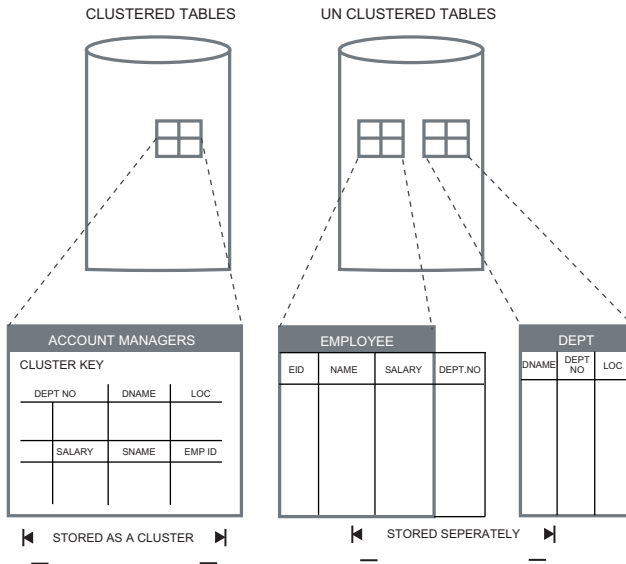 CLUSTERED TABLES
UN CLUSTERED TABLES
ACCOUNT MANAGERS
CLUSTER KEY
DEPT NO DNAME LOC
SALARY SNAME EMP ID
STORED AS A CLUSTER
EMPLOYEE
EID NAME SALARY DEPT.NO
DEPT
DNAME DEPT NO LOC
STORED SEPERATELY